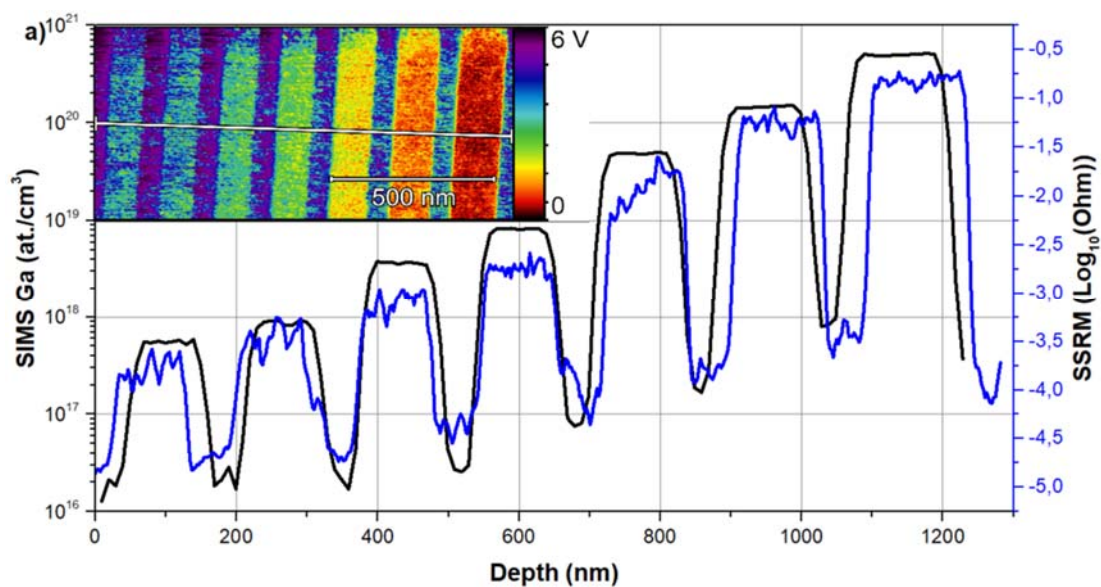 a)
6 V
0
500 nm
SIMS Ga (at./cm³)
10²¹
10²⁰
10¹⁹
10¹⁸
10¹⁷
10¹⁶
0 200 400 600 800 1000 1200
Depth (nm)
-0,5
-1,0
-1,5
-2,0
-2,5
-3,0
-3,5
-4,0
-4,5
-5,0
SSRM (Log₁₀(Ohm)